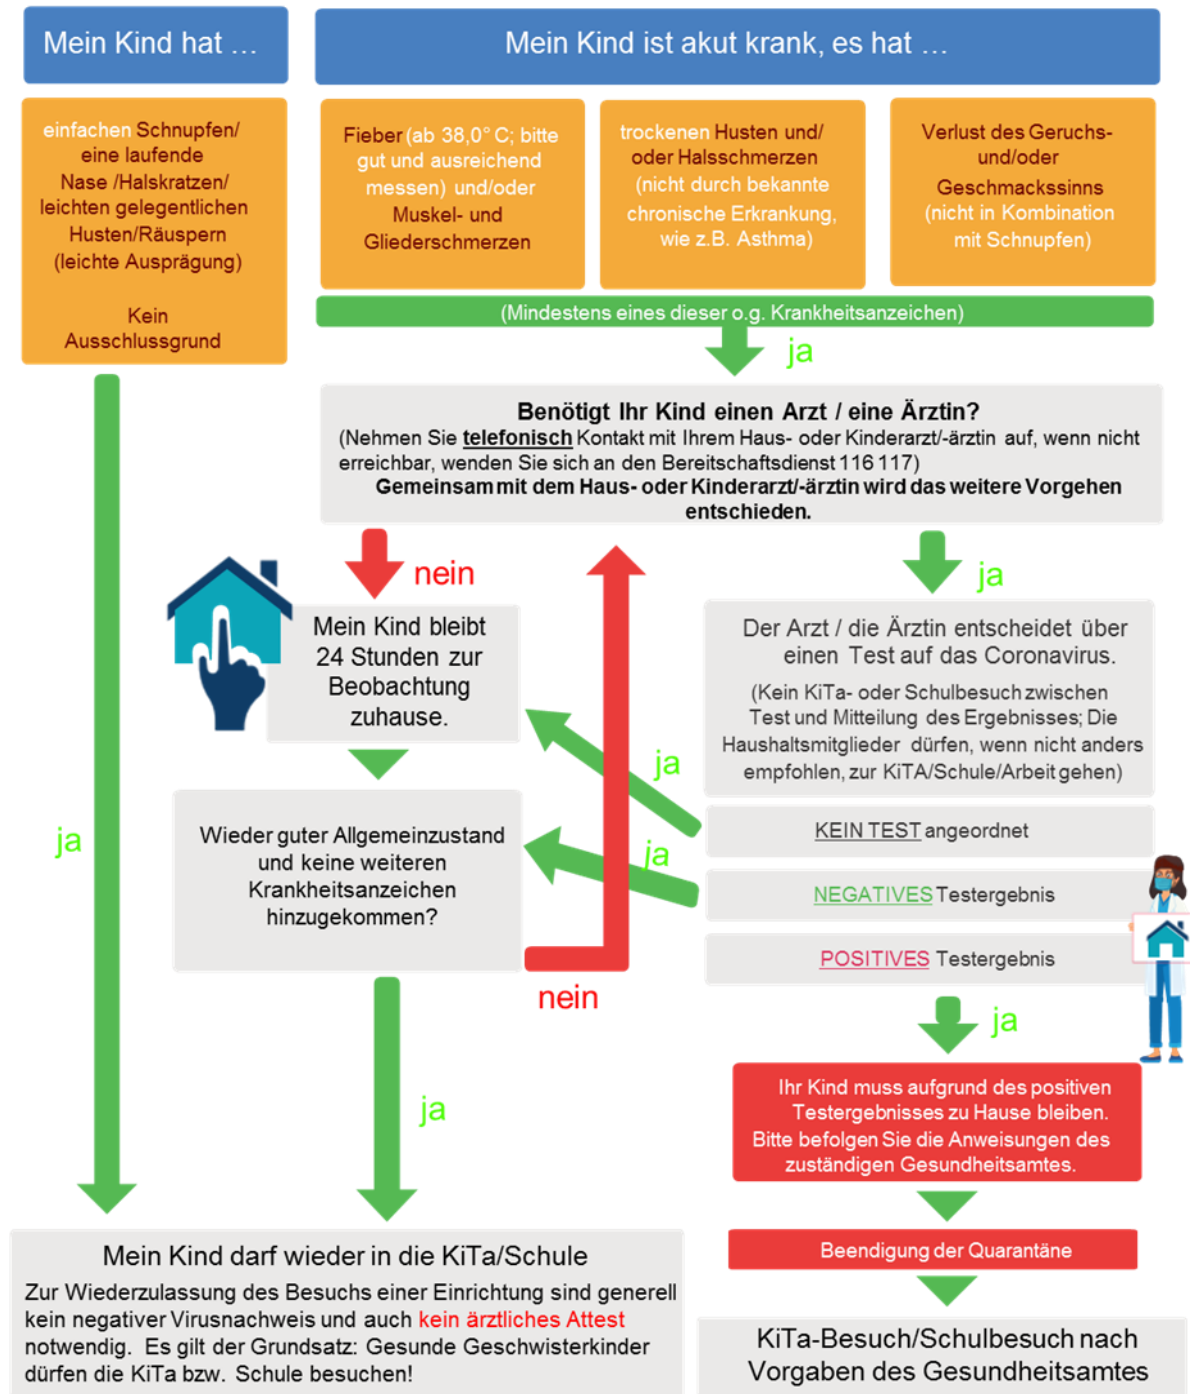 Mein Kind hat ...
Mein Kind ist akut krank, es hat ...
einfachen Schnupfen/
eine laufende
Nase /Halskratzen/
leichten gelegentlichen
Husten/Räuspern
(leichte Ausprägung)
Kein
Ausschlussgrund
Fieber (ab 38,0° C; bitte
gut und ausreichend
messen) und/oder
Muskel- und
Gliederschmerzen
trockenen Husten und/
oder Halsschmerzen
(nicht durch bekannte
chronische Erkrankung,
wie z.B. Asthma)
Verlust des Geruchs-
und/oder
Geschmackssinns
(nicht in Kombination
mit Schnupfen)
(Mindestens eines dieser o.g. Krankheitsanzeichen)
ja
Benötigt Ihr Kind einen Arzt / eine Ärztin?
(Nehmen Sie telefonisch Kontakt mit Ihrem Haus- oder Kinderarzt/-ärztin auf, wenn nicht
erreichbar, wenden Sie sich an den Bereitschaftsdienst 116 117)
Gemeinsam mit dem Haus- oder Kinderarzt/-ärztin wird das weitere Vorgehen
entschieden.
nein
ja
Mein Kind bleibt
24 Stunden zur
Beobachtung
zuhause.
Der Arzt / die Ärztin entscheidet über
einen Test auf das Coronavirus.
(Kein KiTa- oder Schulbesuch zwischen
Test und Mitteilung des Ergebnisses; Die
Haushaltsmitglieder dürfen, wenn nicht anders
empfohlen, zur KiTA/Schule/Arbeit gehen)
ja
Wieder guter Allgemeinzustand
und keine weiteren
Krankheitsanzeichen
hinzugekommen?
ja
ja
KEIN TEST angeordnet
NEGATIVES Testergebnis
POSITIVES Testergebnis
nein
ja
ja
Ihr Kind muss aufgrund des positiven
Testergebnisses zu Hause bleiben.
Bitte befolgen Sie die Anweisungen des
zuständigen Gesundheitsamtes.
Beendigung der Quarantäne
KiTa-Besuch/Schulbesuch nach
Vorgaben des Gesundheitsamtes
Mein Kind darf wieder in die KiTa/Schule
Zur Wiederzulassung des Besuchs einer Einrichtung sind generell
kein negativer Virusnachweis und auch kein ärztliches Attest
notwendig. Es gilt der Grundsatz: Gesunde Geschwisterkinder
dürfen die KiTa bzw. Schule besuchen!